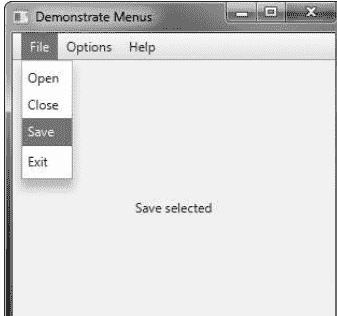 Demonstrate Menus
File Options Help
Open
Close
Save
Exit
Save selected